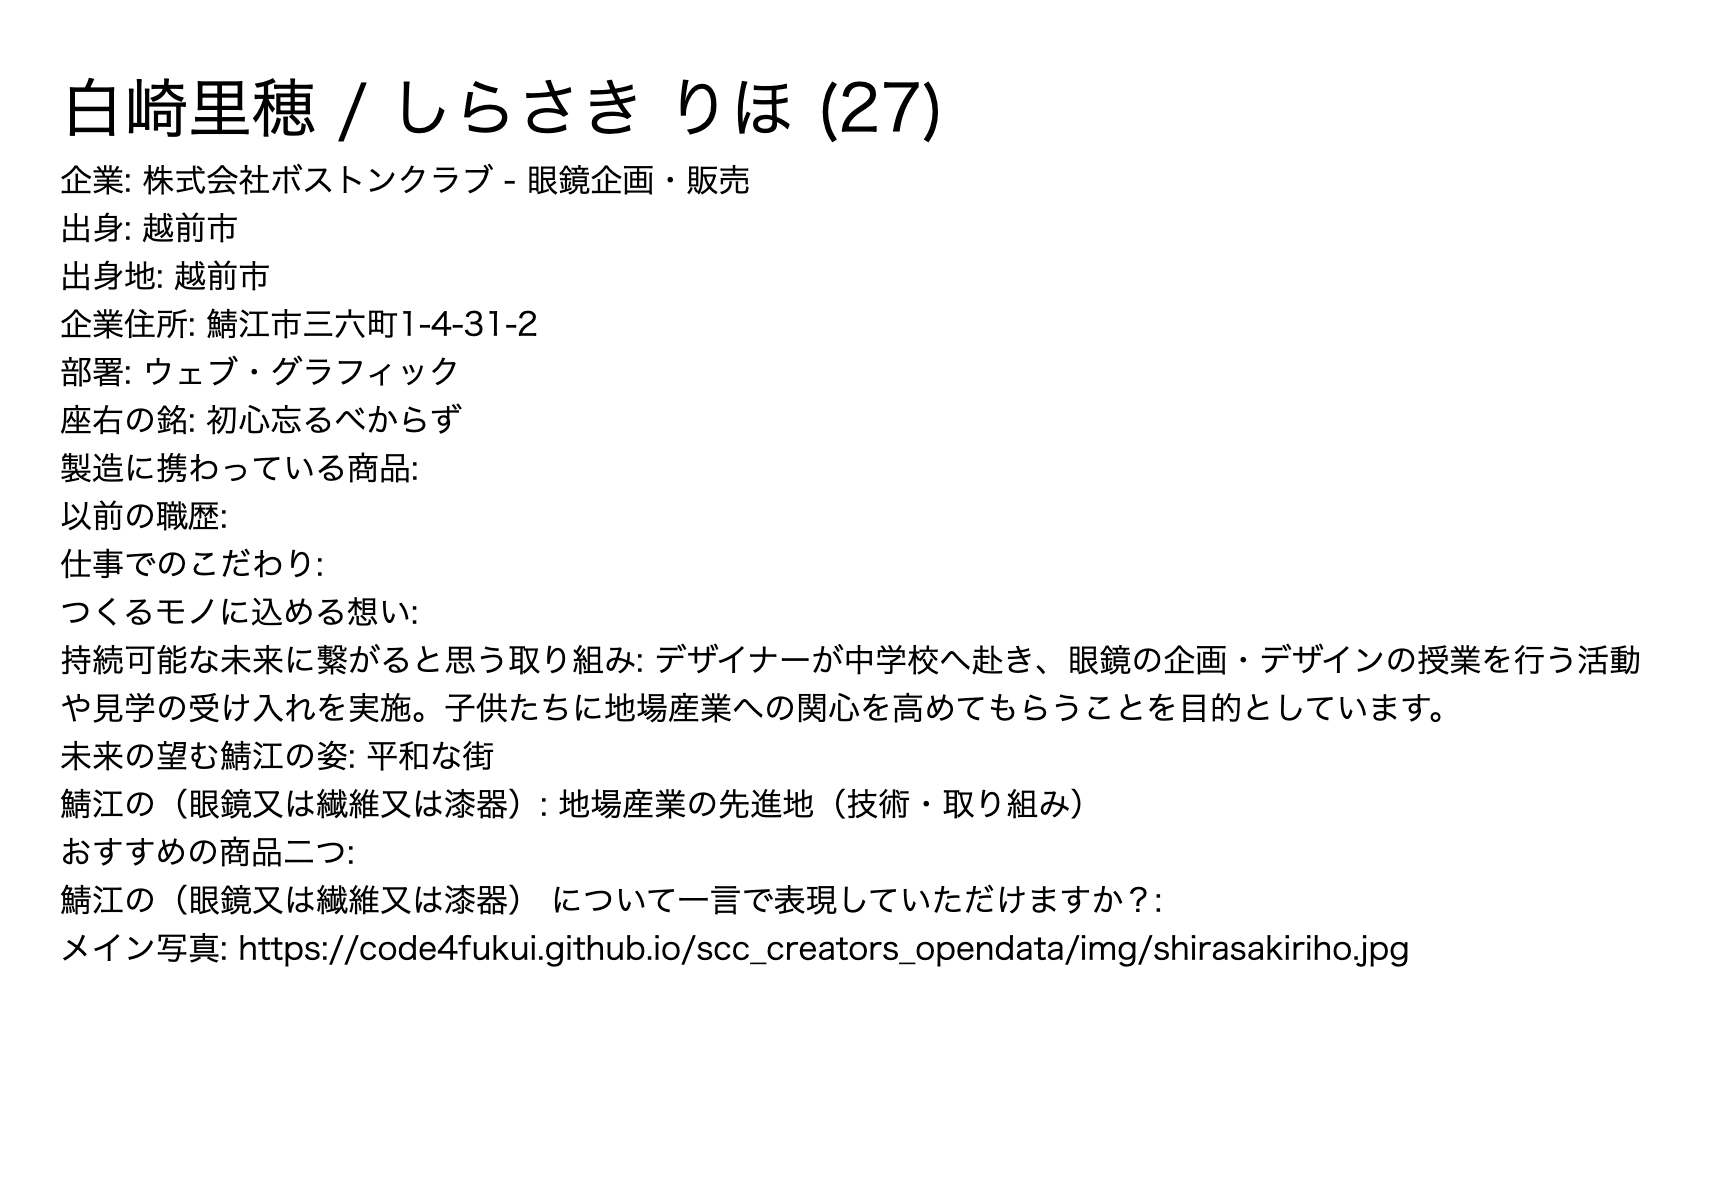 白崎里穂 / しらさき りほ (27)
企業: 株式会社ボストンクラブ - 眼鏡企画・販売
出身: 越前市
出身地: 越前市
企業住所: 鯖江市三六町1-4-31-2
部署: ウェブ・グラフィック
座右の銘: 初心忘るべからず
製造に携わっている商品:
以前の職歴:
仕事でのこだわり:
つくるモノに込める想い:
持続可能な未来に繋がると思う取り組み: デザイナーが中学校へ赴き、眼鏡の企画・デザインの授業を行う活動
や見学の受け入れを実施。子供たちに地場産業への関心を高めてもらうことを目的としています。
未来の望む鯖江の姿: 平和な街
鯖江の（眼鏡又は繊維又は漆器）: 地場産業の先進地（技術・取り組み）
おすすめの商品二つ:
鯖江の（眼鏡又は繊維又は漆器） について一言で表現していただけますか？:
メイン写真: https://code4fukui.github.io/scc_creators_opendata/img/shirasakiriho.jpg